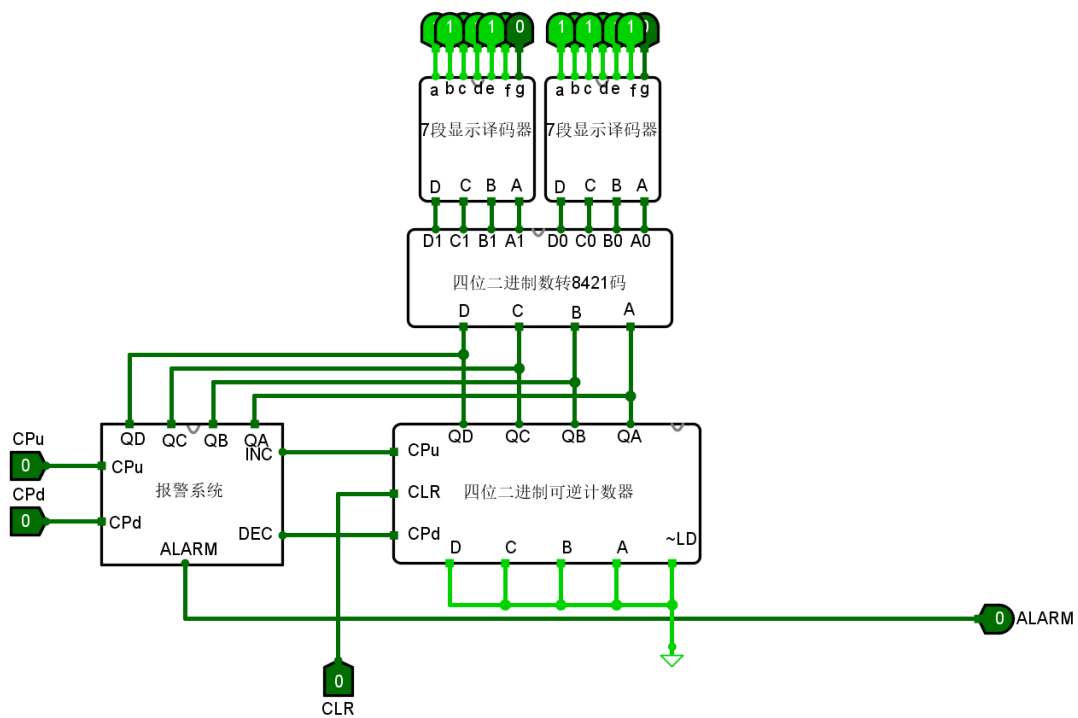 1 1 0 1 1 1
a b c d e f g a b c d e f g
7段显示译码器 7段显示译码器
D C B A D C B A
D1 C1 B1 A1 D0 C0 B0 A0
四位二进制数转8421码
D C B A
QD QC QB QA QD QC QB QA
CPu
0
CPu
INC
CPu
报警系统
CLR
四位二进制可逆计数器
CPd
0
CPd
DEC
CPd
ALARM
D C B A ~LD
0 ALARM
0
CLR